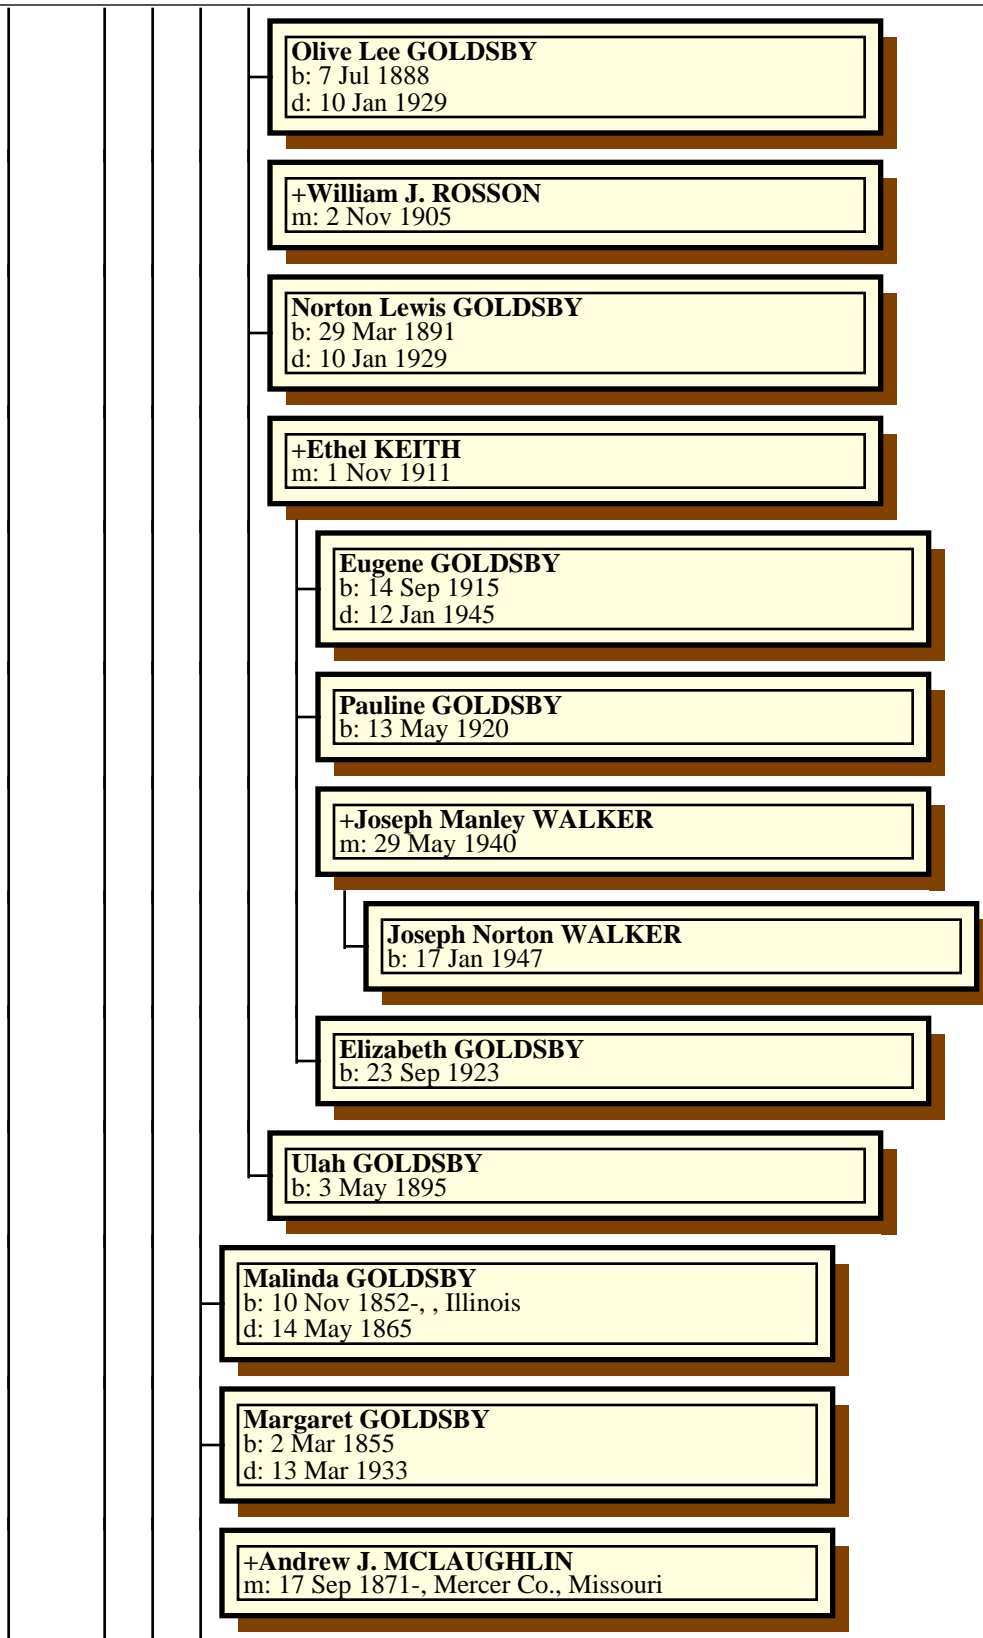 Olive Lee GOLDSBY
b: 7 Jul 1888
d: 10 Jan 1929
+William J. ROSSON
m: 2 Nov 1905
Norton Lewis GOLDSBY
b: 29 Mar 1891
d: 10 Jan 1929
+Ethel KEITH
m: 1 Nov 1911
Eugene GOLDSBY
b: 14 Sep 1915
d: 12 Jan 1945
Pauline GOLDSBY
b: 13 May 1920
+Joseph Manley WALKER
m: 29 May 1940
Joseph Norton WALKER
b: 17 Jan 1947
Elizabeth GOLDSBY
b: 23 Sep 1923
Ulah GOLDSBY
b: 3 May 1895
Malinda GOLDSBY
b: 10 Nov 1852-, , Illinois
d: 14 May 1865
Margaret GOLDSBY
b: 2 Mar 1855
d: 13 Mar 1933
+Andrew J. MCLAUGHLIN
m: 17 Sep 1871-, Mercer Co., Missouri